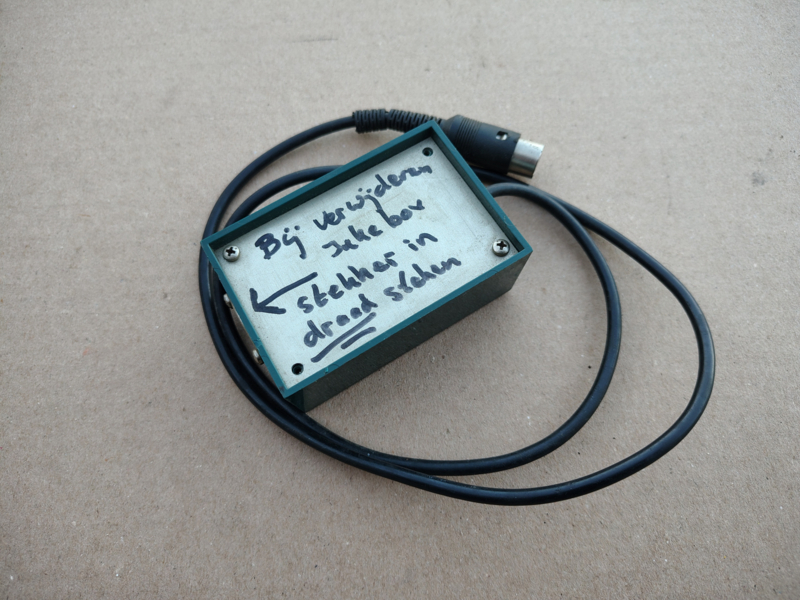 Bij verwijderen
Jukebox
stekker in
draad steken